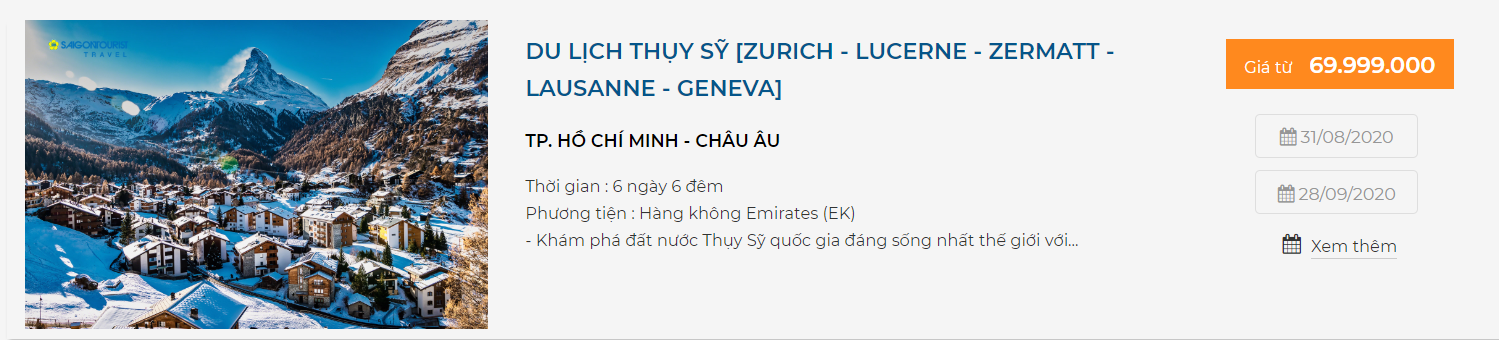 SAIGONTOURIST
TRAVEL
DU LỊCH THỤY SỸ [ZURICH - LUCERNE - ZERMATT -
LAUSANNE - GENEVA]
TP. HỒ CHÍ MINH - CHÂU ÂU
Thời gian : 6 ngày 6 đêm
Phương tiện : Hàng không Emirates (EK)
- Khám phá đất nước Thụy Sỹ quốc gia đáng sống nhất thế giới với...
Giá từ 69.999.000
31/08/2020
28/09/2020
Xem thêm